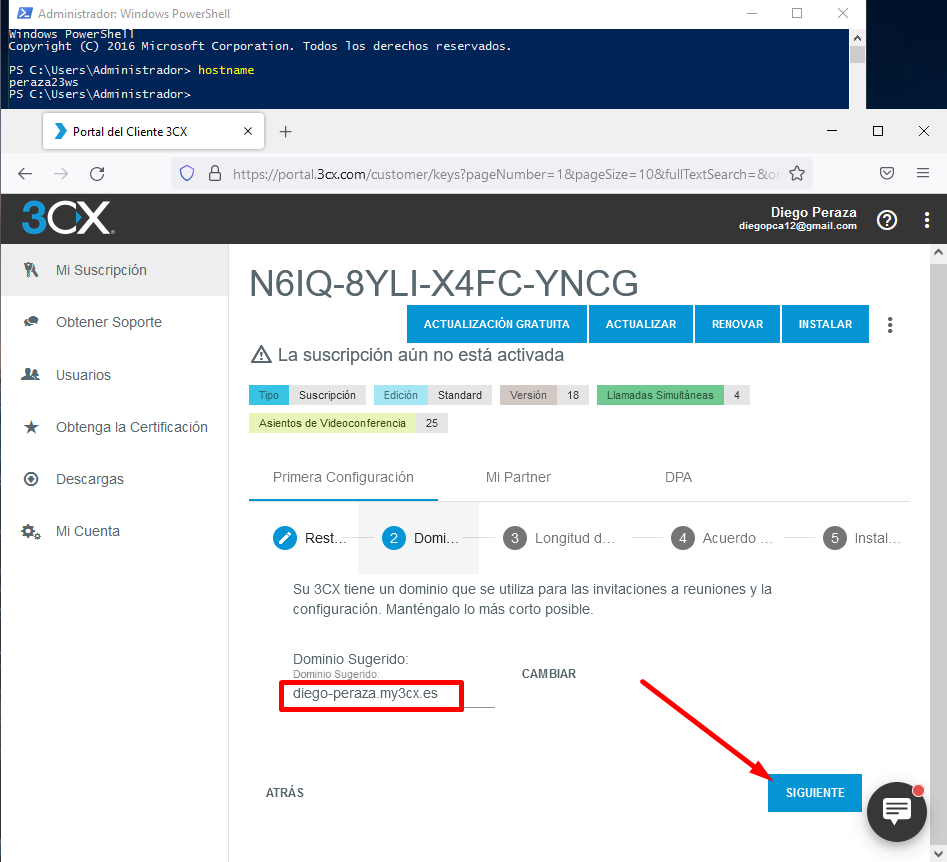 Administrador: Windows PowerShell
Windows PowerShell
Copyright (C) 2016 Microsoft Corporation. Todos los derechos reservados.
PS C:\Users\Administrador> hostname
peraza23ws
PS C:\Users\Administrador>
Portal del Cliente 3CX
https://portal.3cx.com/customer/keys?pageNumber=1&pageSize=10&fullTextSearch=&or
3CX
Diego Peraza
diegopca12@gmail.com
Mi Suscripción
Obtener Soporte
Usuarios
Obtenga la Certificación
Descargas
Mi Cuenta
N6IQ-8YLI-X4FC-YNCG
ACTUALIZACIÓN GRATUITA ACTUALIZAR RENOVAR INSTALAR
La suscripción aún no está activada
Tipo Suscripción Edición Standard Versión 18 Llamadas Simultáneas 4
Asientos de Videoconferencia 25
Primera Configuración Mi Partner DPA
Rest... 2 Domi... 3 Longitud d... 4 Acuerdo ... 5 Instal...
Su 3CX tiene un dominio que se utiliza para las invitaciones a reuniones y la
configuración. Manténgalo lo más corto posible.
Dominio Sugerido:
Dominio Sugerido:
diego-peraza.my3cx.es
CAMBIAR
ATRÁS SIGUIENTE